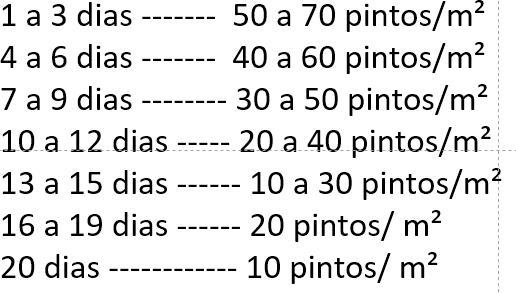 1 a 3 dias -------  50 a 70 pintos/m²
4 a 6 dias -------  40 a 60 pintos/m²
7 a 9 dias -------- 30 a 50 pintos/m²
10 a 12 dias ----- 20 a 40 pintos/m²
13 a 15 dias ------ 10 a 30 pintos/m²
16 a 19 dias ------ 20 pintos/ m²
20 dias ------------ 10 pintos/ m²